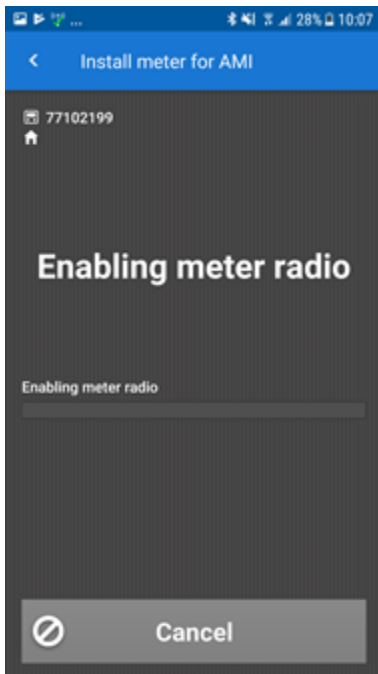 ... 28% 10:07
Install meter for AMI
77102199
Enabling meter radio
Enabling meter radio
Cancel